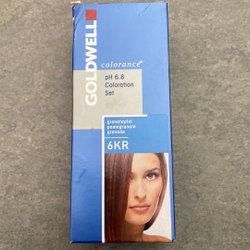 GOLDWELL
colorance®
pH 6.8
Coloration
Set
granatapfel
pomegranate
grenade
6KR